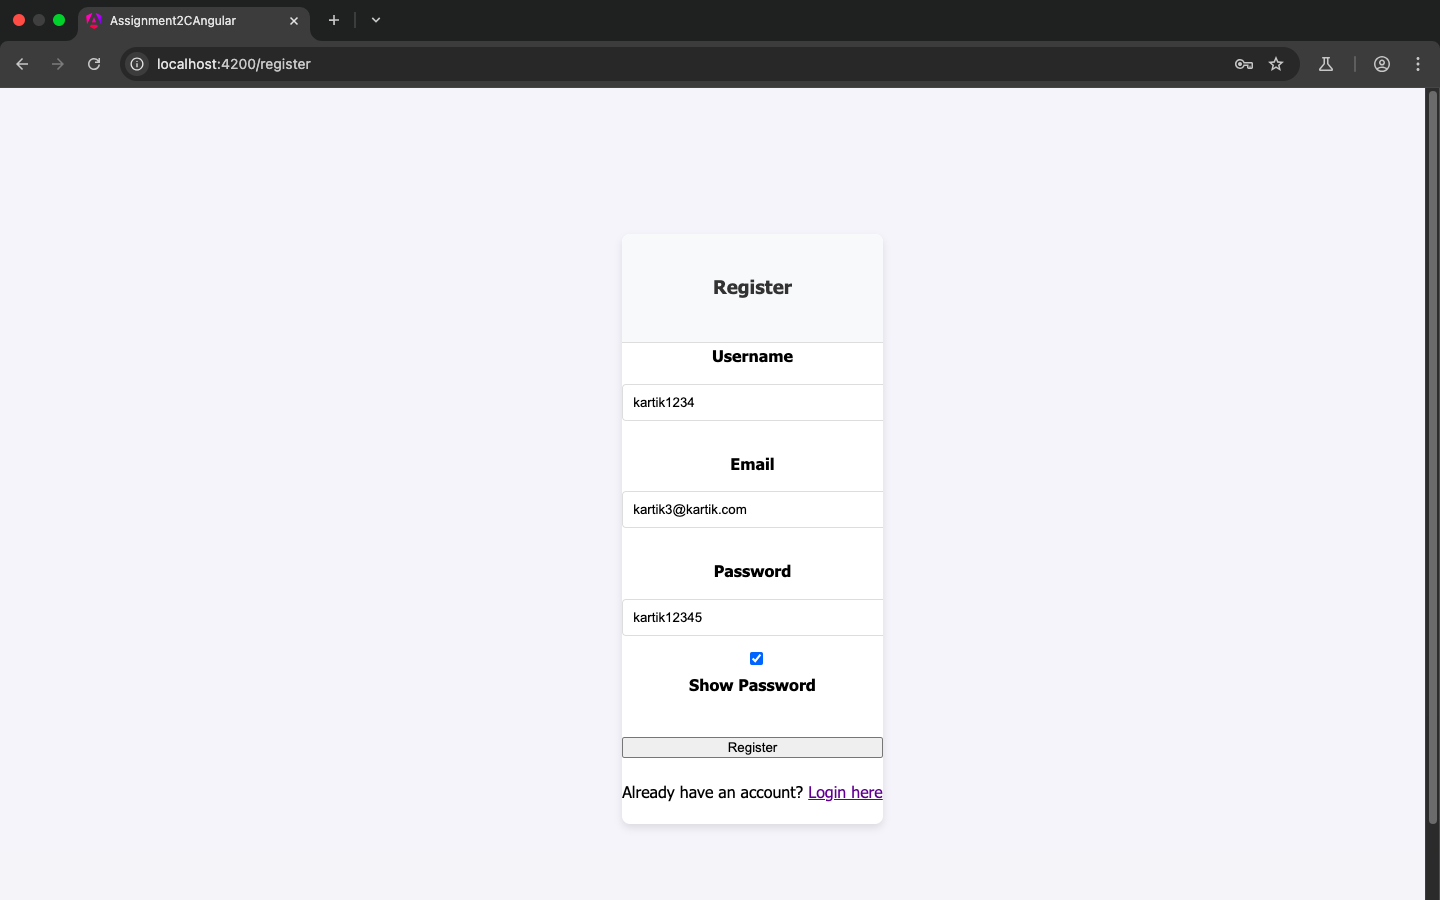 Assignment2CAngular
localhost:4200/register
Register
Username
kartik1234
Email
kartik3@kartik.com
Password
kartik12345
Show Password
Register
Already have an account? Login here